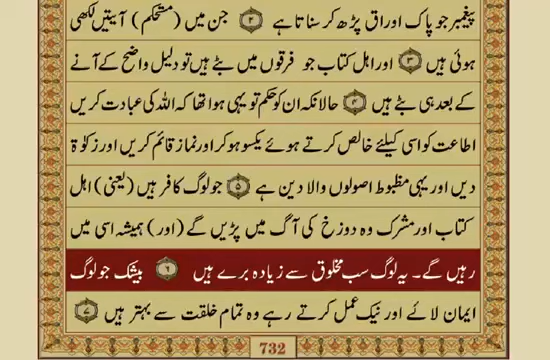 پیغمبر جو پاک اوراق پڑھ کر سناتا ہے ۲ جن میں (مستحکم) آیتیں لکھی
ہوئی ہیں ۳ اور اہل کتاب جو فرقوں میں بٹے ہیں تو دلیل واضح کے آنے
کے بعد ہی بٹے ہیں ۴ حالانکہ ان کو حکم تو یہی ہوا تھا کہ اللہ کی عبادت کریں
اطاعت کو اسی کیلئے خالص کرتے ہوئے یکسو ہو کر اور نماز قائم کریں اور زکوٰۃ
دیں اور یہی مظبوط اصولوں والا دین ہے ۵ جو لوگ کافر ہیں (یعنی) اہل
کتاب اور مشرک وہ دوزخ کی آگ میں پڑیں گے (اور) ہمیشہ اسی میں
رہیں گے۔ یہ لوگ سب مخلوق سے زیادہ برے ہیں ۶ بیشک جو لوگ
ایمان لائے اور نیک عمل کرتے رہے وہ تمام خلقت سے بہتر ہیں ۷
732